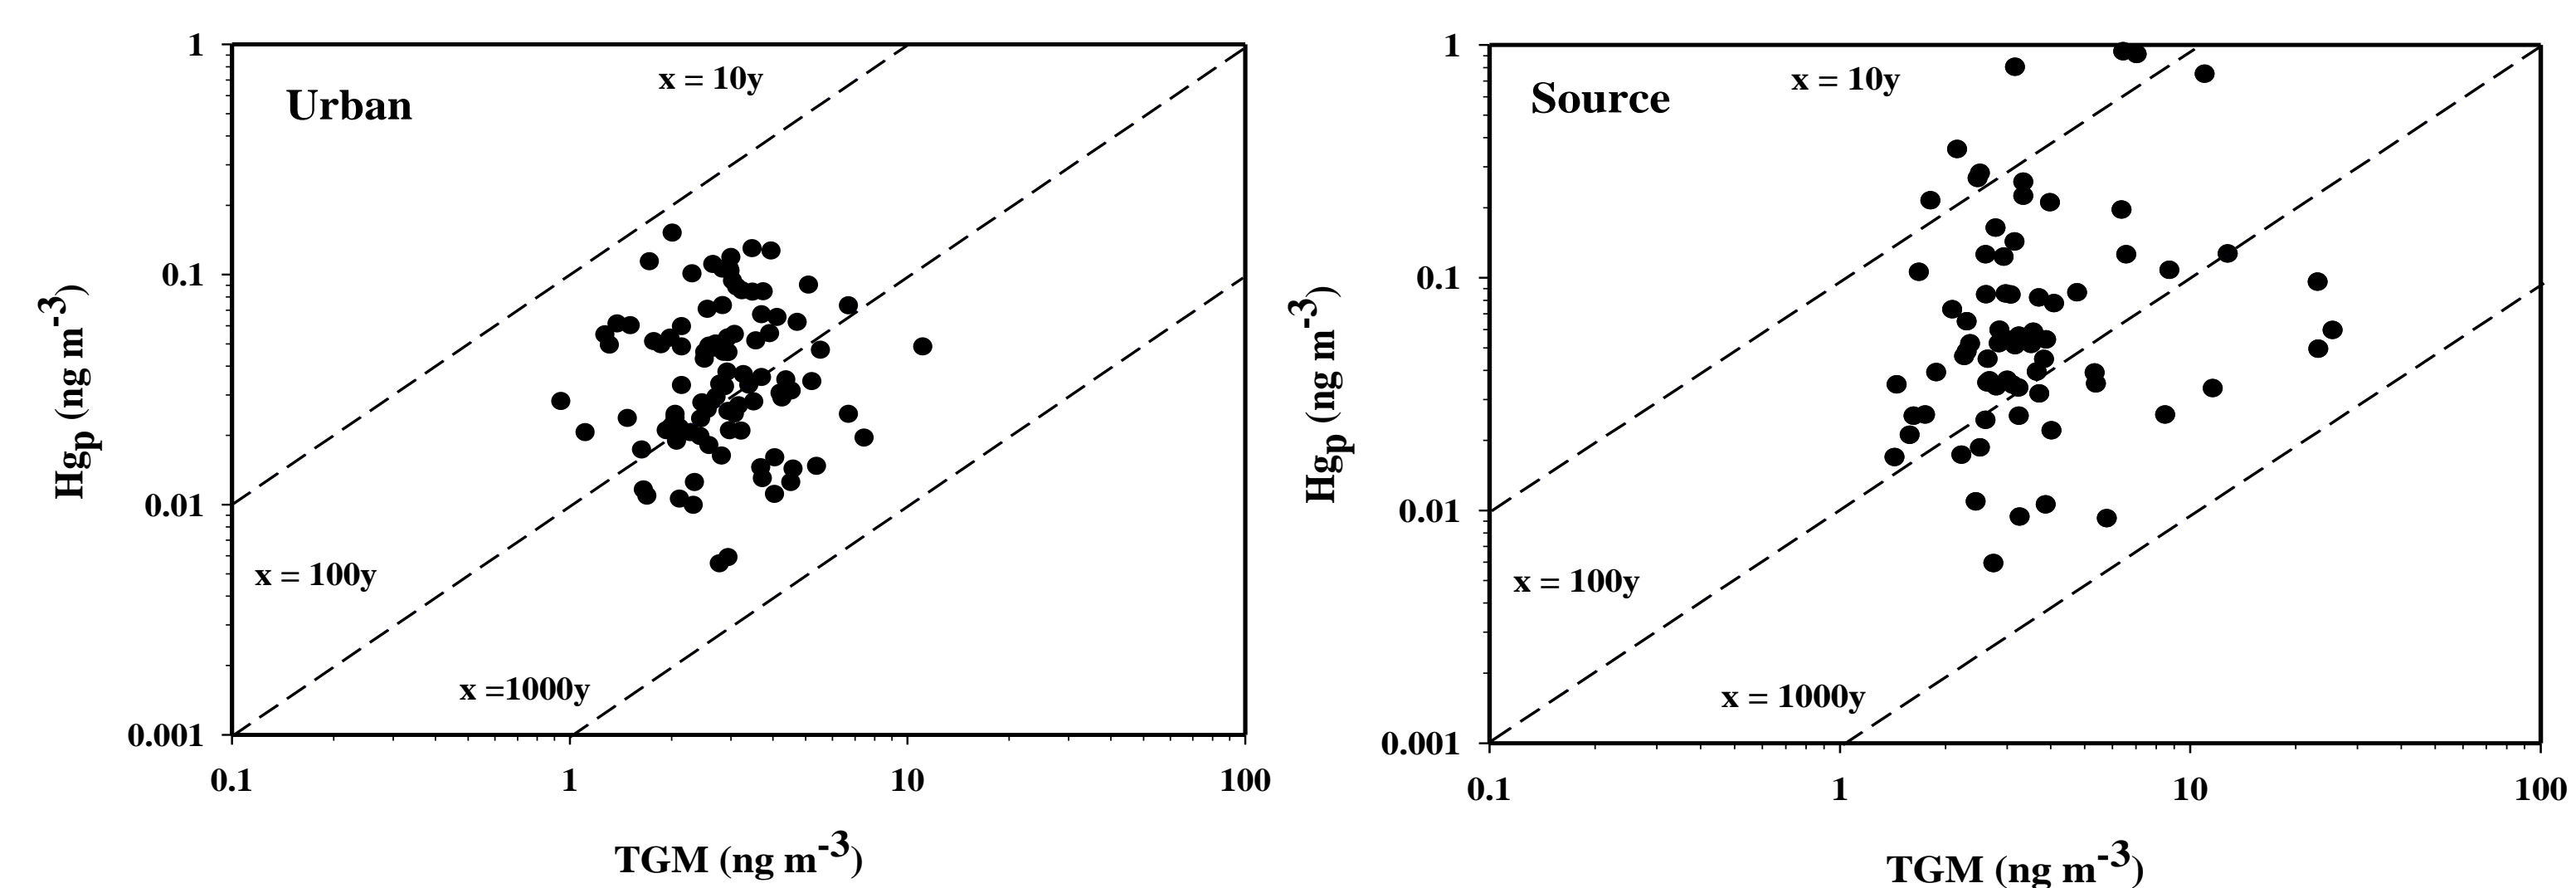 Urban
x = 10y
x = 100y
x =1000y
1
0.1
0.01
0.001
0.1 1 10 100
Hgp (ng m-3)
TGM (ng m-3)
Source
x = 10y
x = 100y
x = 1000y
1
0.1
0.01
0.001
0.1 1 10 100
Hgp (ng m-3)
TGM (ng m-3)